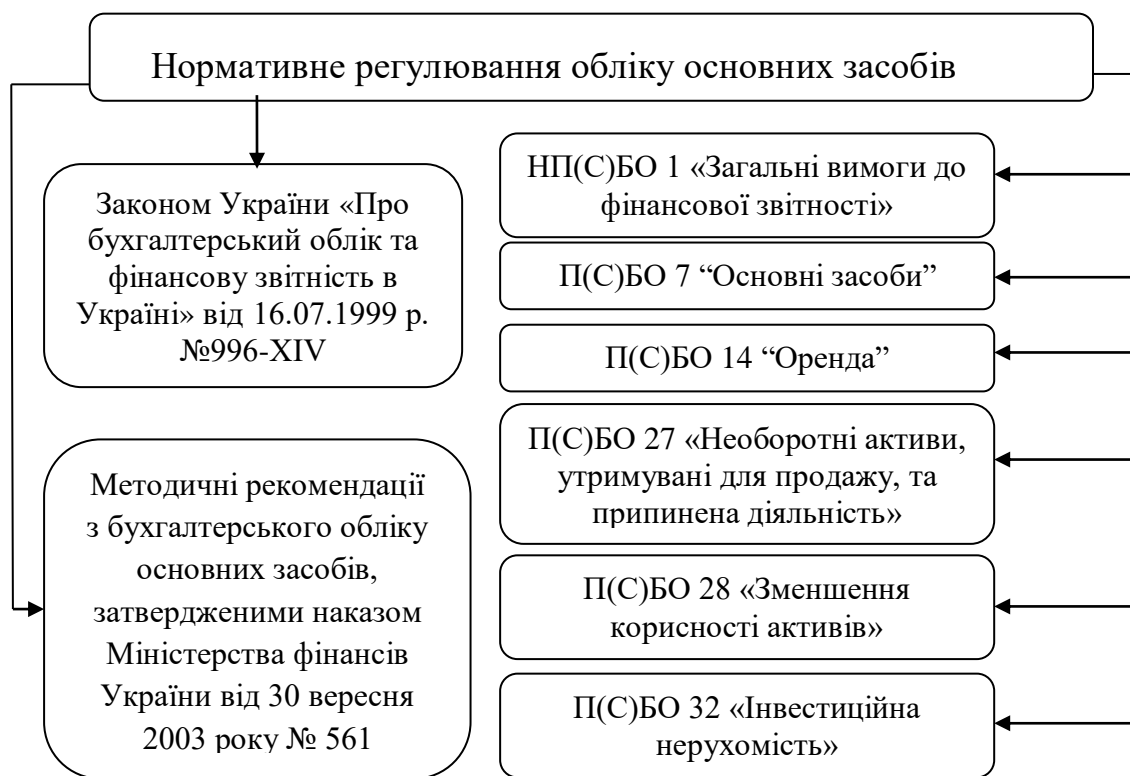 Нормативне регулювання обліку основних засобів
Законом України «Про
бухгалтерський облік та
фінансову звітність в
Україні» від 16.07.1999 р.
№996-XIV
Методичні рекомендації
з бухгалтерського обліку
основних засобів,
затвердженими наказом
Міністерства фінансів
України від 30 вересня
2003 року № 561
НП(С)БО 1 «Загальні вимоги до
фінансової звітності»
П(С)БО 7 “Основні засоби”
П(С)БО 14 “Оренда”
П(С)БО 27 «Необоротні активи,
утримувані для продажу, та
припинена діяльність»
П(С)БО 28 «Зменшення
корисності активів»
П(С)БО 32 «Інвестиційна
нерухомість»